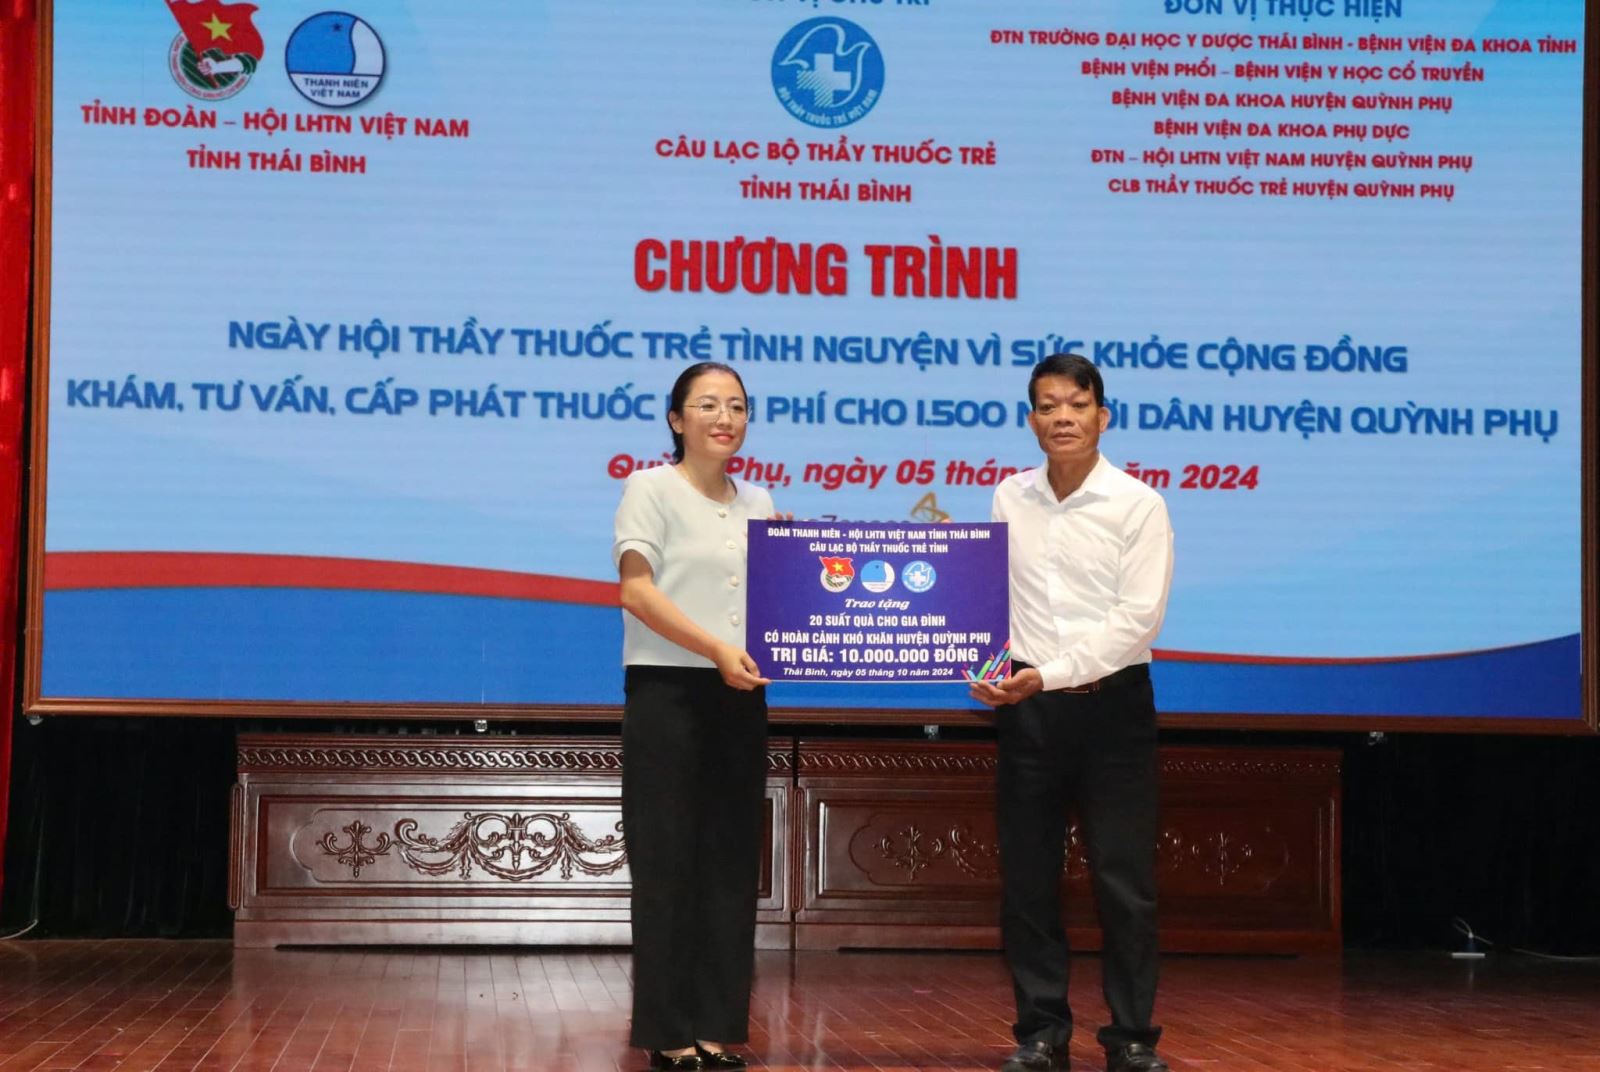 THANH NIÊN
VIỆT NAM
TỈNH ĐOÀN – HỘI LHTN VIỆT NAM
TỈNH THÁI BÌNH
HỘI THẦY THUỐC TRẺ VIỆT NAM
CÂU LẠC BỘ THẦY THUỐC TRẺ
TỈNH THÁI BÌNH
ĐƠN VỊ THỰC HIỆN
ĐTN TRƯỜNG ĐẠI HỌC Y DƯỢC THÁI BÌNH - BỆNH VIỆN ĐA KHOA TỈNH
BỆNH VIỆN PHỔI – BỆNH VIỆN Y HỌC CỔ TRUYỀN
BỆNH VIỆN ĐA KHOA HUYỆN QUỲNH PHỤ
BỆNH VIỆN ĐA KHOA PHỤ DỰC
ĐTN – HỘI LHTN VIỆT NAM HUYỆN QUỲNH PHỤ
CLB THẦY THUỐC TRẺ HUYỆN QUỲNH PHỤ
CHƯƠNG TRÌNH
NGÀY HỘI THẦY THUỐC TRẺ TÌNH NGUYỆN VÌ SỨC KHỎE CỘNG ĐỒNG
KHÁM, TƯ VẤN, CẤP PHÁT THUỐC PHÍ CHO 1.500 DÂN HUYỆN QUỲNH PHỤ
Phụ, ngày 05 2024
ĐOÀN THANH NIÊN - HỘI LHTN VIỆT NAM TỈNH THÁI BÌNH
CÂU LẠC BỘ THẦY THUỐC TRẺ TỈNH
Trao tặng
20 SUẤT QUÀ CHO GIA ĐÌNH
CÓ HOÀN CẢNH KHÓ KHĂN HUYỆN QUỲNH PHỤ
TRỊ GIÁ: 10.000.000 ĐỒNG
Thái Bình, ngày 05 tháng 10 năm 2024